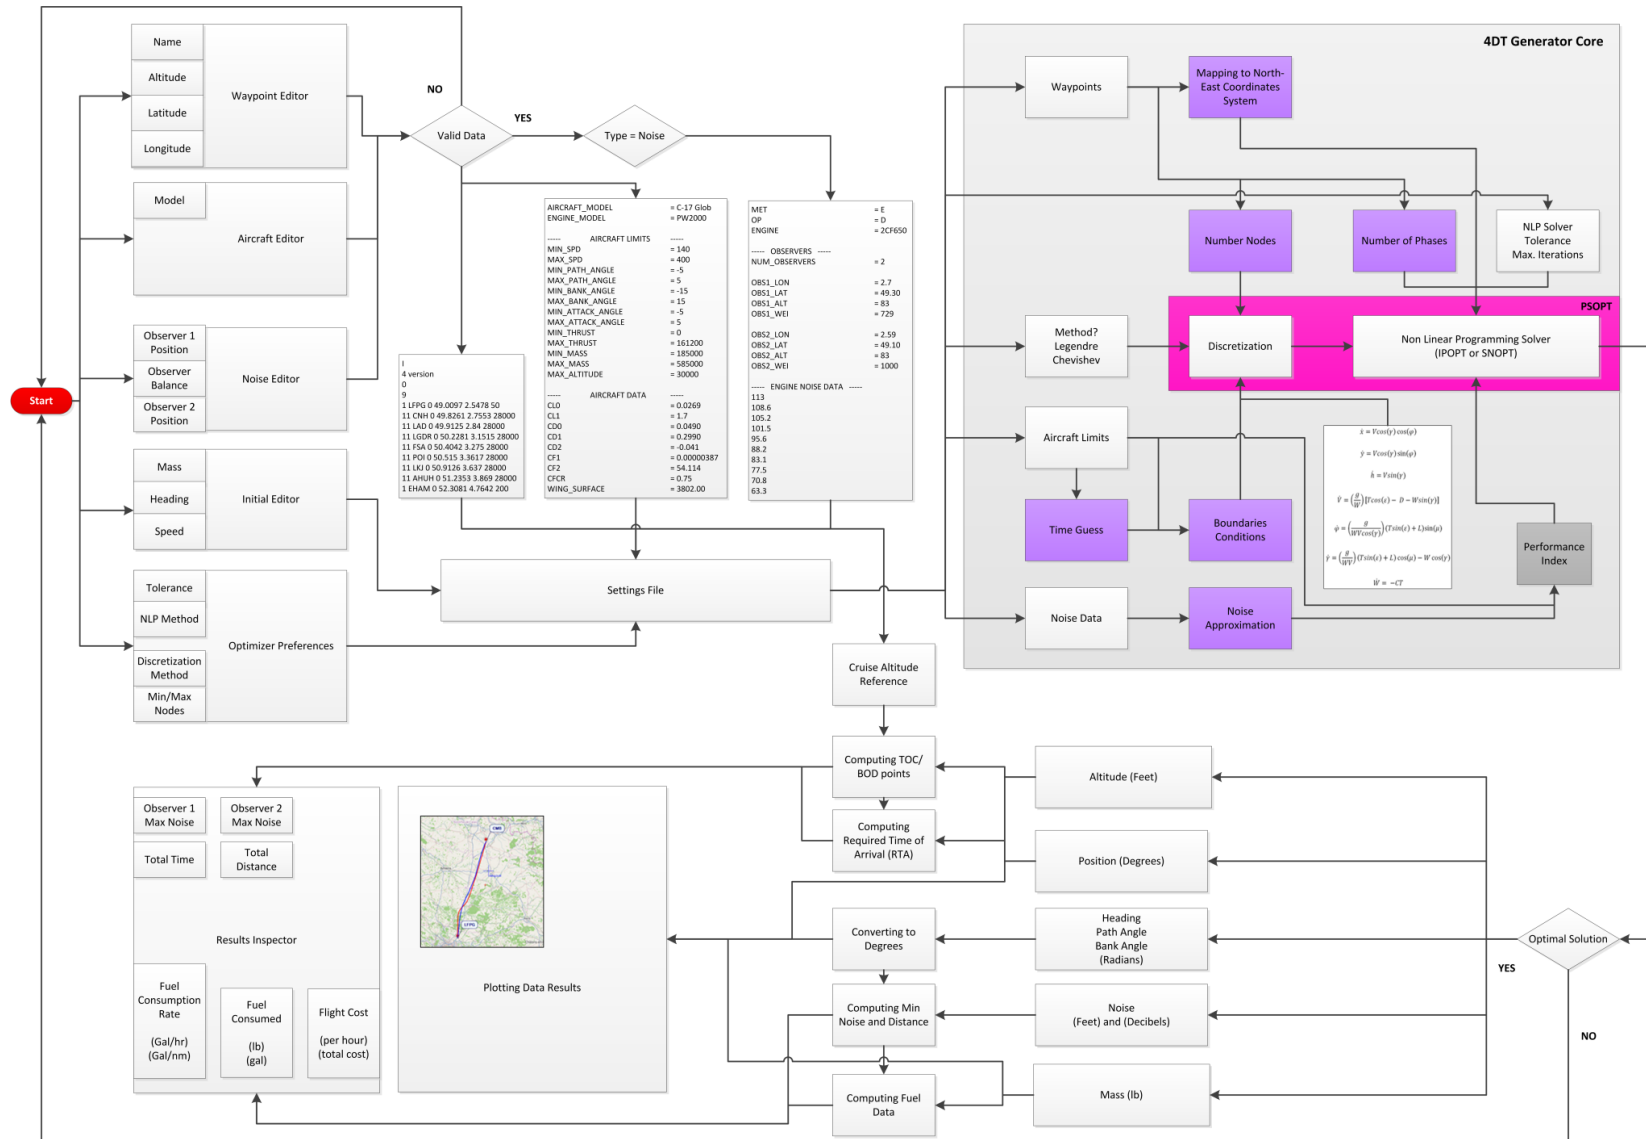 Name
Altitude
Latitude
Longitude
Waypoint Editor
Model
Aircraft Editor
Observer 1
Position
Observer
Balance
Observer 2
Position
Noise Editor
Start
Mass
Heading
Speed
Initial Editor
Tolerance
NLP Method
Discretization
Method
Min/Max
Nodes
Optimizer Preferences
NO
Valid Data
YES
Type = Noise
I
4 version
0
9
1 LFPG 0 49.0097 2.5478 50
11 CNH 0 49.8261 2.7553 28000
11 LAD 0 49.9125 2.84 28000
11 LGDR 0 50.2281 3.1515 28000
11 FSA 0 50.4042 3.275 28000
11 POI 0 50.515 3.3617 28000
11 LKJ 0 50.9126 3.637 28000
11 AHUH 0 51.2353 3.869 28000
1 EHAM 0 52.3081 4.7642 200
AIRCRAFT_MODEL = C-17 Glob
ENGINE_MODEL = PW2000
----- AIRCRAFT LIMITS -----
MIN_SPD = 140
MAX_SPD = 400
MIN_PATH_ANGLE = -5
MAX_PATH_ANGLE = 5
MIN_BANK_ANGLE = -15
MAX_BANK_ANGLE = 15
MIN_ATTACK_ANGLE = -5
MAX_ATTACK_ANGLE = 5
MIN_THRUST = 0
MAX_THRUST = 161200
MIN_MASS = 185000
MAX_MASS = 585000
MAX_ALTITUDE = 30000
----- AIRCRAFT DATA -----
CL0 = 0.0269
CL1 = 1.7
CD0 = 0.0490
CD1 = 0.2990
CD2 = -0.041
CF1 = 0.00000387
CF2 = 54.114
CFCR = 0.75
WING_SURFACE = 3802.00
MET = E
OP = D
ENGINE = 2CF650
----- OBSERVERS -----
NUM_OBSERVERS = 2
OBS1_LON = 2.7
OBS1_LAT = 49.30
OBS1_ALT = 83
OBS1_WEI = 729
OBS2_LON = 2.59
OBS2_LAT = 49.10
OBS2_ALT = 83
OBS2_WEI = 1000
----- ENGINE NOISE DATA -----
113
108.6
105.2
101.5
95.6
88.2
83.1
77.5
70.8
63.3
Settings File
4DT Generator Core
Waypoints
Mapping to North-
East Coordinates
System
Number Nodes
Number of Phases
NLP Solver
Tolerance
Max. Iterations
PSOPT
Method?
Legendre
Chevishev
Discretization
Non Linear Programming Solver
(IPOPT or SNOPT)
Aircraft Limits
Time Guess
Boundaries
Conditions
ẋ = Vcos(γ)cos(φ)
ẏ = Vcos(γ)sin(φ)
ḣ = Vsin(γ)
V̇ = (g/W)[Tcos(ε) − D − Wsin(γ)]
φ̇ = (g/WVcos(γ))(Tsin(ε) + L)sin(μ)
γ̇ = (g/WV)(Tsin(ε) + L)cos(μ) − W cos(γ)
Ẇ = −CT
Performance
Index
Noise Data
Noise
Approximation
Cruise Altitude
Reference
Computing TOC/
BOD points
Computing
Required Time of
Arrival (RTA)
Converting to
Degrees
Computing Min
Noise and Distance
Computing Fuel
Data
Altitude (Feet)
Position (Degrees)
Heading
Path Angle
Bank Angle
(Radians)
Noise
(Feet) and (Decibels)
Mass (lb)
Optimal Solution
YES
NO
Observer 1
Max Noise
Observer 2
Max Noise
Total Time
Total
Distance
Results Inspector
Fuel
Consumption
Rate
(Gal/hr)
(Gal/nm)
Fuel
Consumed
(lb)
(gal)
Flight Cost
(per hour)
(total cost)
LFPG
Plotting Data Results